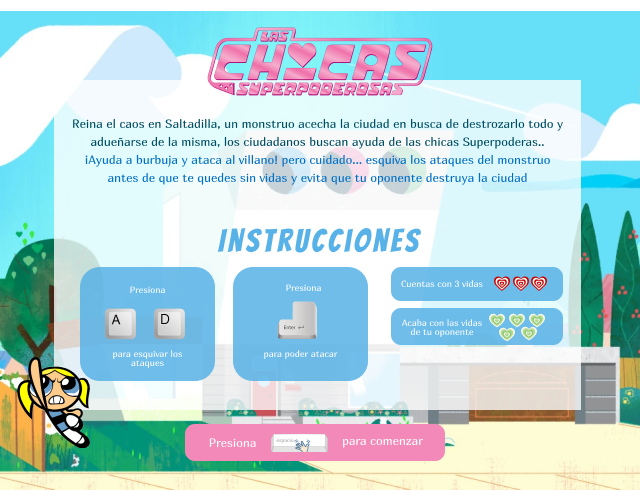 LAS
CHICAS
SUPERPODEROSAS
Reina el caos en Saltadilla, un monstruo acecha la ciudad en busca de destrozarlo todo y
adueñarse de la misma, los ciudadanos buscan ayuda de las chicas Superpoderas..
¡Ayuda a burbuja y ataca al villano! pero cuidado... esquiva los ataques del monstruo
antes de que te quedes sin vidas y evita que tu oponente destruya la ciudad
INSTRUCCIONES
Presiona
A D
para esquivar los
ataques
Presiona
Enter
para poder atacar
Cuentas con 3 vidas
Acaba con las vidas
de tu oponente
Presiona espacio para comenzar